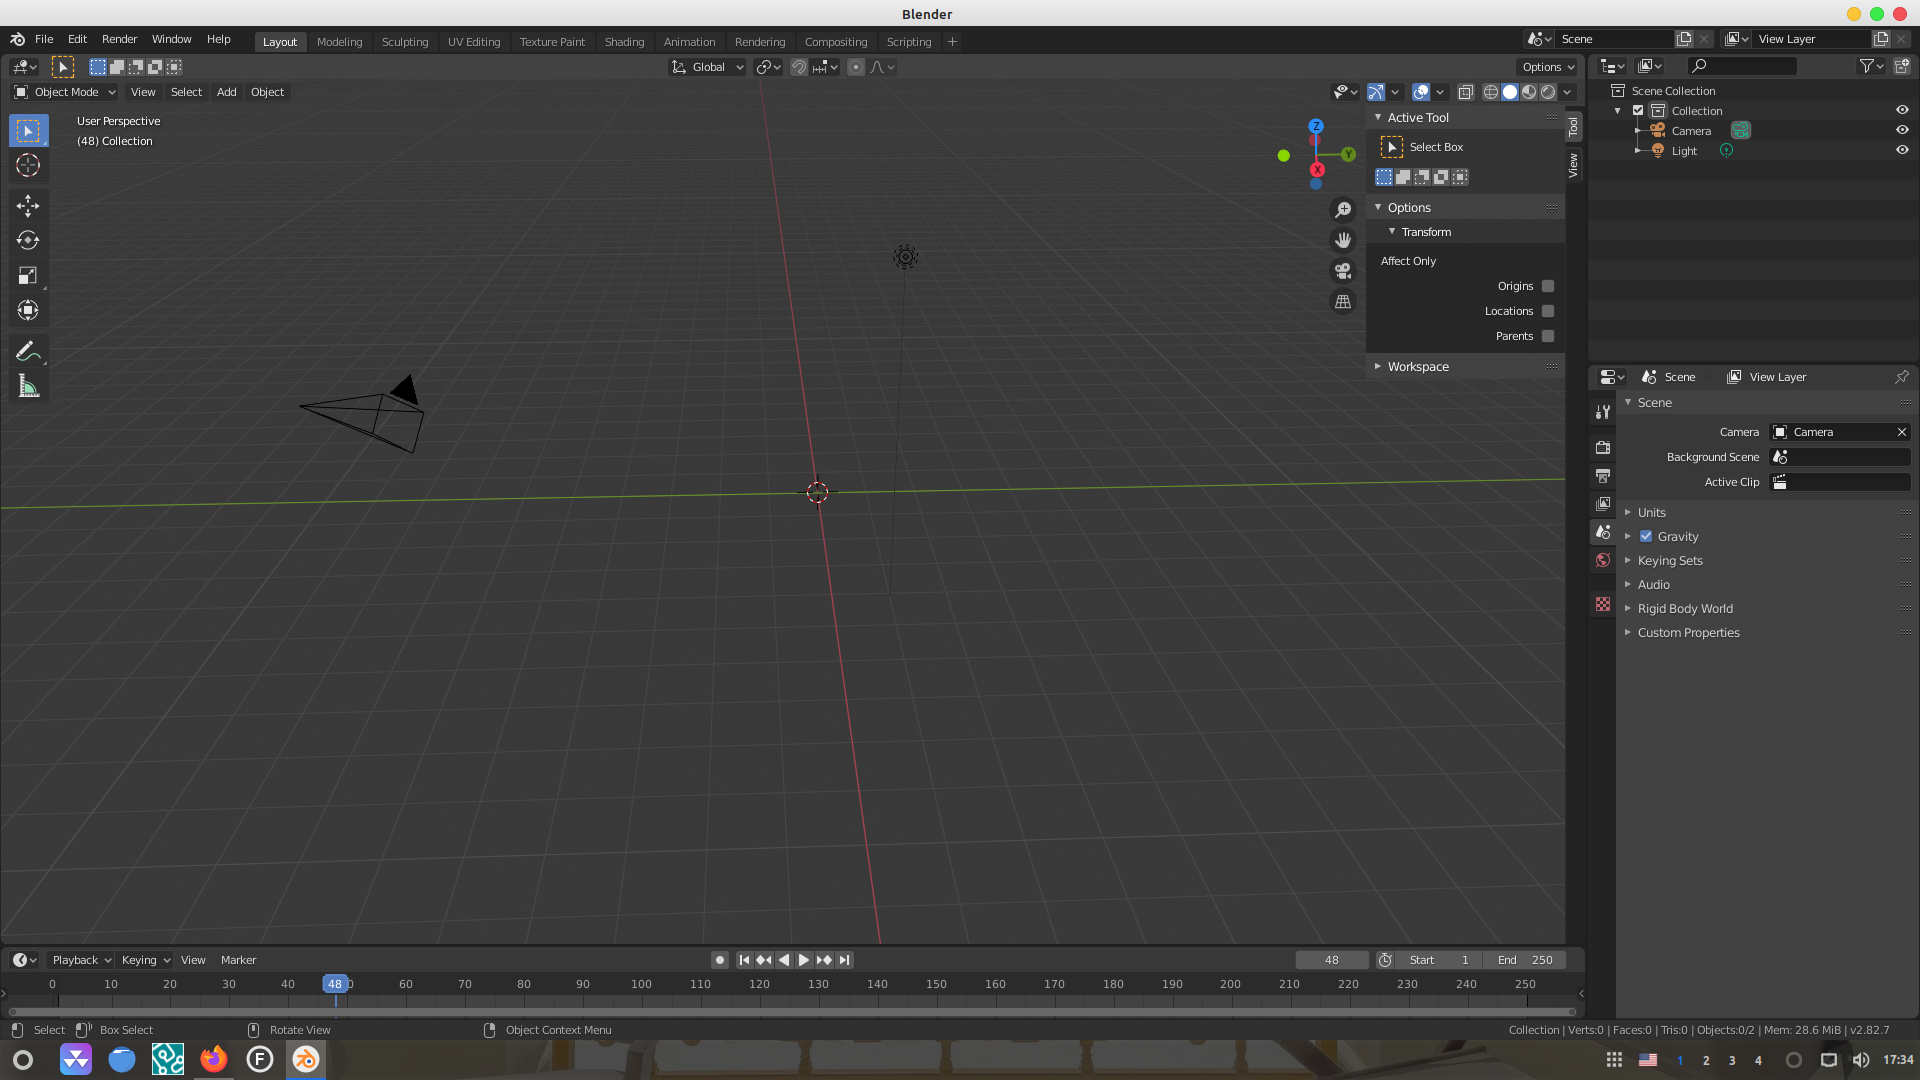 Blender
File Edit Render Window Help
Layout Modeling Sculpting UV Editing Texture Paint Shading Animation Rendering Compositing Scripting +
Scene
View Layer
Global
Options
Object Mode View Select Add Object
User Perspective
(48) Collection
Z
Y
X
Active Tool
Select Box
Options
Transform
Affect Only
Origins
Locations
Parents
Workspace
Tool
View
Scene Collection
Collection
Camera
Light
Scene View Layer
Scene
Camera Camera
Background Scene
Active Clip
Units
Gravity
Keying Sets
Audio
Rigid Body World
Custom Properties
Playback Keying View Marker
48
Start 1 End 250
0 10 20 30 40 48 0 60 70 80 90 100 110 120 130 140 150 160 170 180 190 200 210 220 230 240 250
Select Box Select Rotate View Object Context Menu
Collection | Verts:0 | Faces:0 | Tris:0 | Objects:0/2 | Mem: 28.6 MiB | v2.82.7
F
1 2 3 4 17:34